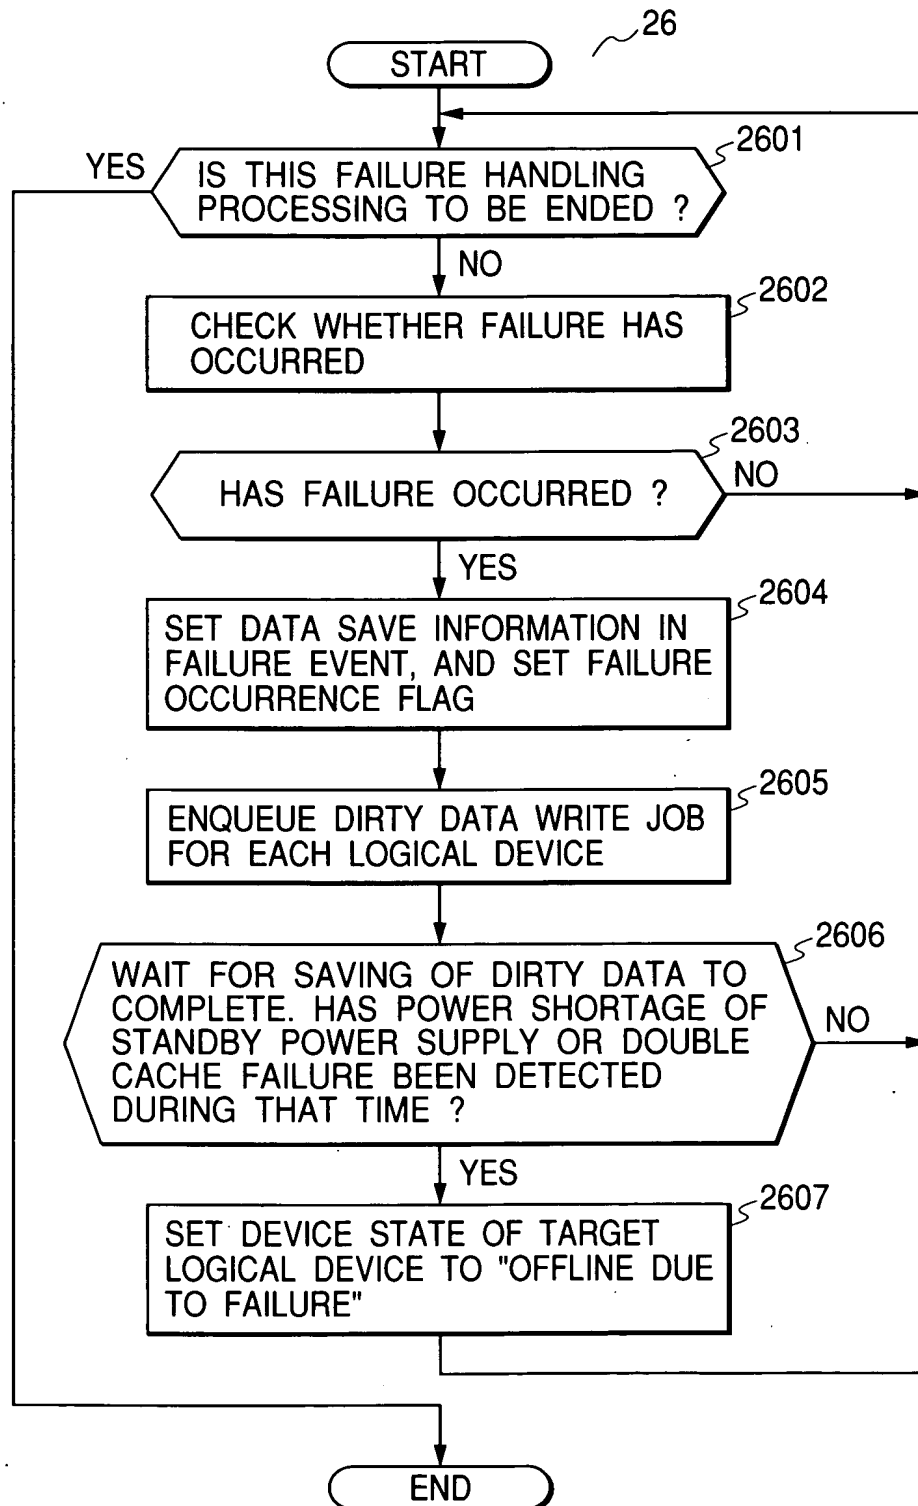 26
START
2601
YES
IS THIS FAILURE HANDLING
PROCESSING TO BE ENDED ?
NO
2602
CHECK WHETHER FAILURE HAS
OCCURRED
2603
NO
HAS FAILURE OCCURRED ?
YES
2604
SET DATA SAVE INFORMATION IN
FAILURE EVENT, AND SET FAILURE
OCCURRENCE FLAG
2605
ENQUEUE DIRTY DATA WRITE JOB
FOR EACH LOGICAL DEVICE
2606
WAIT FOR SAVING OF DIRTY DATA TO
COMPLETE. HAS POWER SHORTAGE OF
STANDBY POWER SUPPLY OR DOUBLE
CACHE FAILURE BEEN DETECTED
DURING THAT TIME ?
NO
YES
2607
SET DEVICE STATE OF TARGET
LOGICAL DEVICE TO "OFFLINE DUE
TO FAILURE"
END